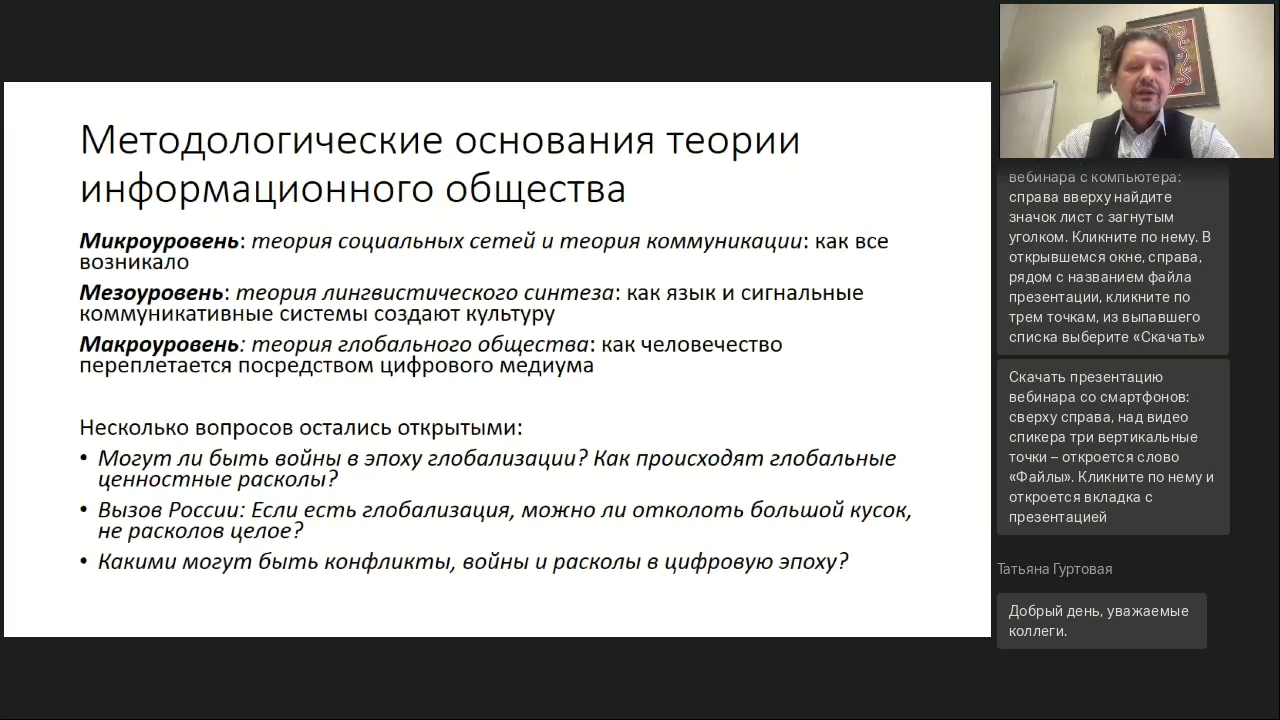 Методологические основания теории
информационного общества
Микроуровень: теория социальных сетей и теория коммуникации: как все
возникало
Мезоуровень: теория лингвистического синтеза: как язык и сигнальные
коммуникативные системы создают культуру
Макроуровень: теория глобального общества: как человечество
переплетается посредством цифрового медиума
Несколько вопросов остались открытыми:
• Могут ли быть войны в эпоху глобализации? Как происходят глобальные
ценностные расколы?
• Вызов России: Если есть глобализация, можно ли отколоть большой кусок,
не расколов целое?
• Какими могут быть конфликты, войны и расколы в цифровую эпоху?
вебинара с компьютера:
справа вверху найдите
значок лист с загнутым
уголком. Кликните по нему. В
открывшемся окне, справа,
рядом с названием файла
презентации, кликните по
трем точкам, из выпавшего
списка выберите «Скачать»
Скачать презентацию
вебинара со смартфонов:
сверху справа, над видео
спикера три вертикальные
точки – откроется слово
«Файлы». Кликните по нему и
откроется вкладка с
презентацией
Татьяна Гуртовая
Добрый день, уважаемые
коллеги.